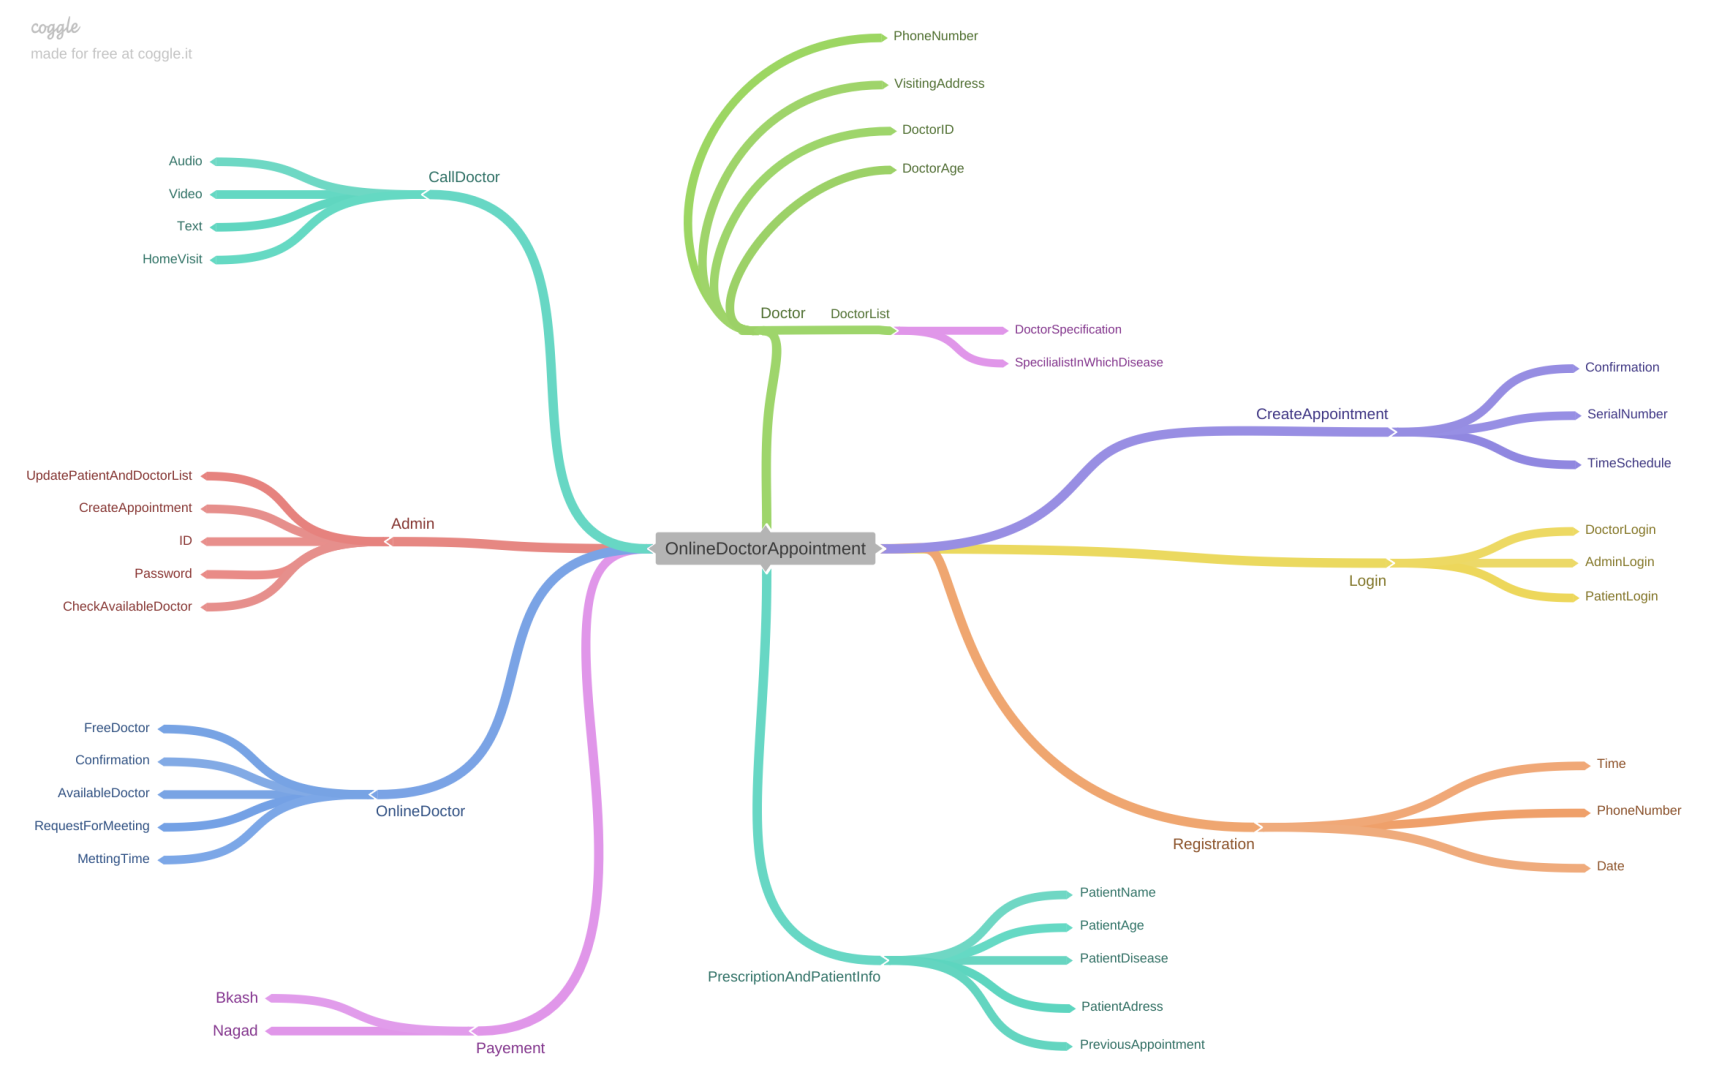 coggle
made for free at coggle.it
PhoneNumber
VisitingAddress
DoctorID
DoctorAge
Doctor
DoctorList
DoctorSpecification
SpecilialistInWhichDisease
CallDoctor
Audio
Video
Text
HomeVisit
CreateAppointment
Confirmation
SerialNumber
TimeSchedule
Admin
UpdatePatientAndDoctorList
CreateAppointment
ID
Password
CheckAvailableDoctor
OnlineDoctorAppointment
Login
DoctorLogin
AdminLogin
PatientLogin
OnlineDoctor
FreeDoctor
Confirmation
AvailableDoctor
RequestForMeeting
MettingTime
Registration
Time
PhoneNumber
Date
PrescriptionAndPatientInfo
PatientName
PatientAge
PatientDisease
PatientAdress
PreviousAppointment
Bkash
Nagad
Payement